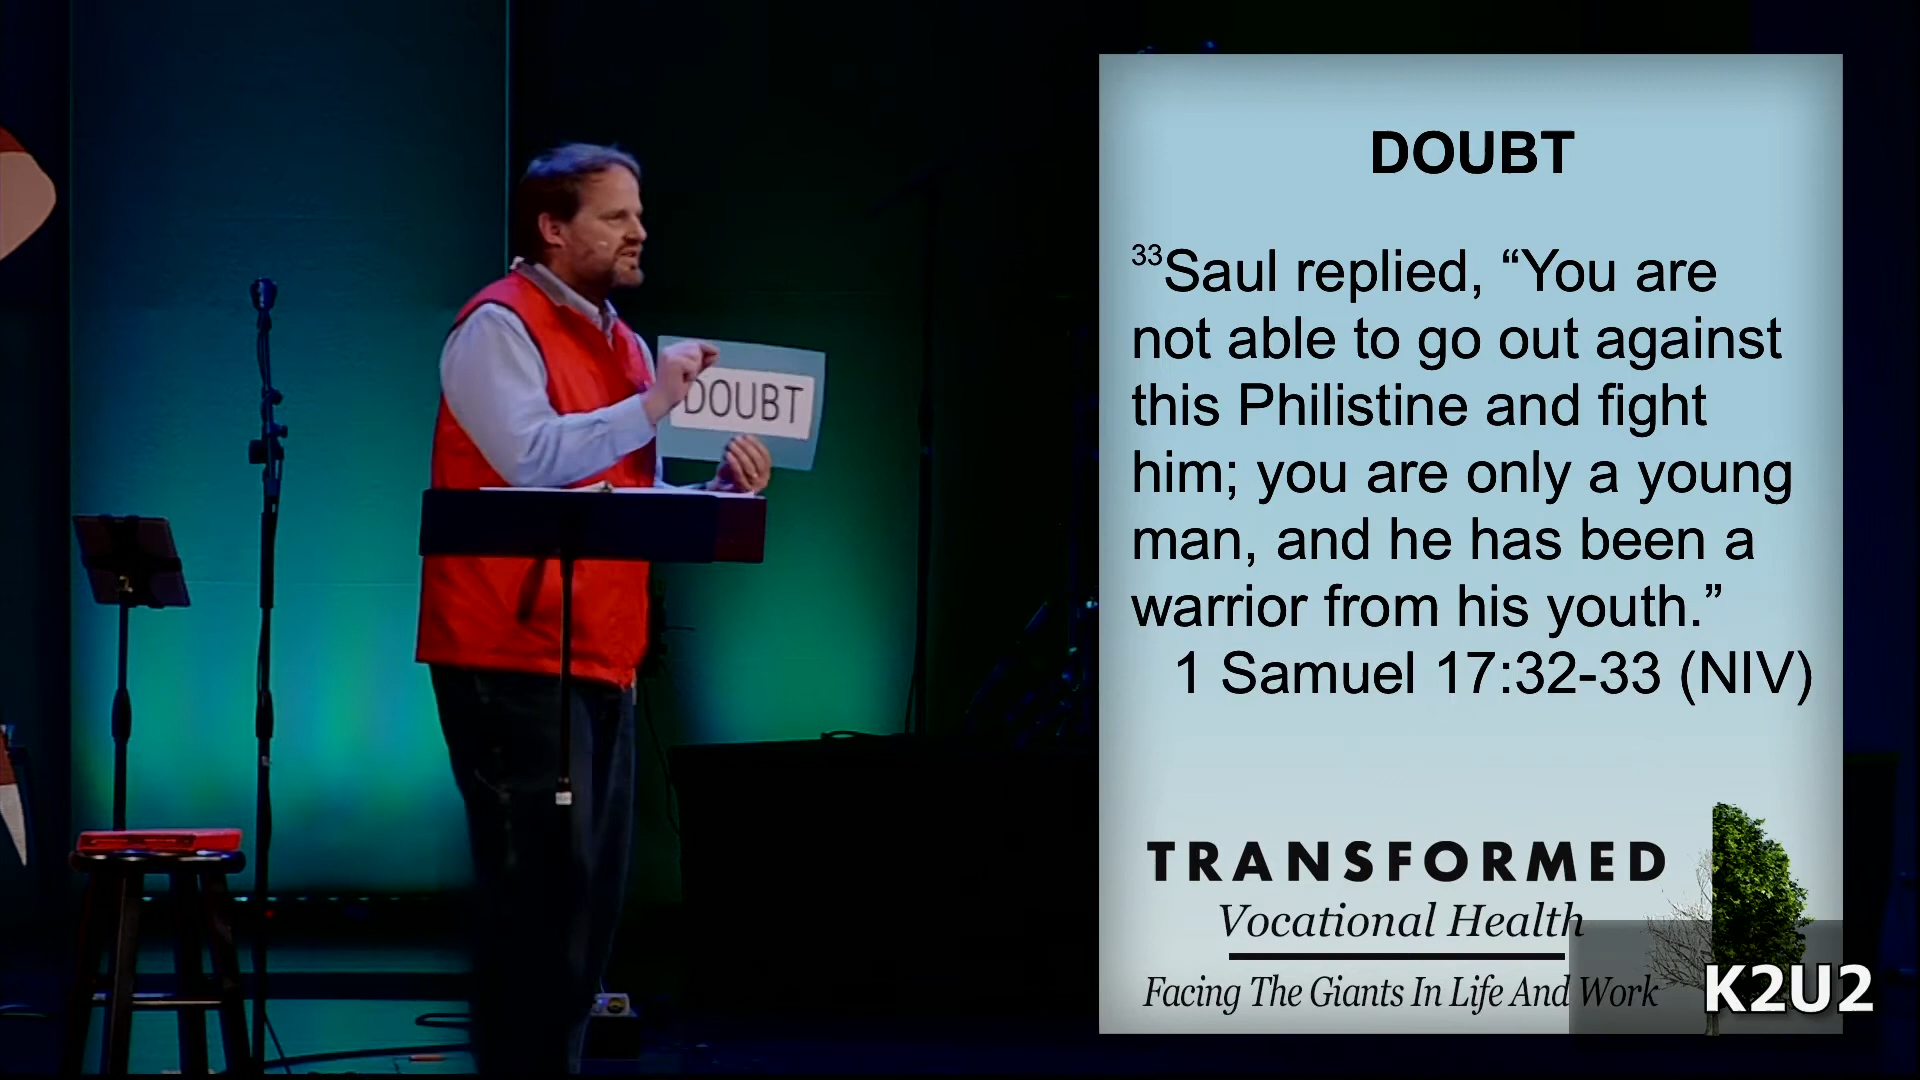 DOUBT
DOUBT
³³Saul replied, “You are
not able to go out against
this Philistine and fight
him; you are only a young
man, and he has been a
warrior from his youth.”
1 Samuel 17:32-33 (NIV)
TRANSFORMED
Vocational Health
Facing The Giants In Life And Work
K2U2